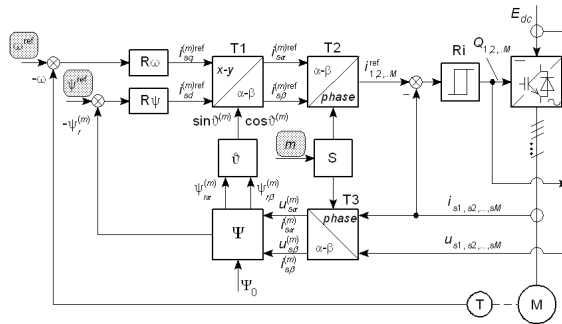 E_dc
ω^ref
-ω
Rω
i_sq^(m)ref
T1
x-y
α-β
i_sα^(m)ref
T2
α-β
phase
i_1,2,..M^ref
-
Ri
Q_1,2,..M
ψ^ref
-ψ_r^(m)
Rψ
i_sd^(m)ref
i_sβ^(m)ref
sinϑ^(m) cosϑ^(m)
m
S
ϑ
ψ_rα^(m) ψ_rβ^(m)
T3
phase
α-β
u_sα^(m)
i_sα^(m)
u_sβ^(m)
i_sβ^(m)
Ψ
Ψ_0
i_s1,s2,...,sM
u_s1,s2,...,sM
T
M